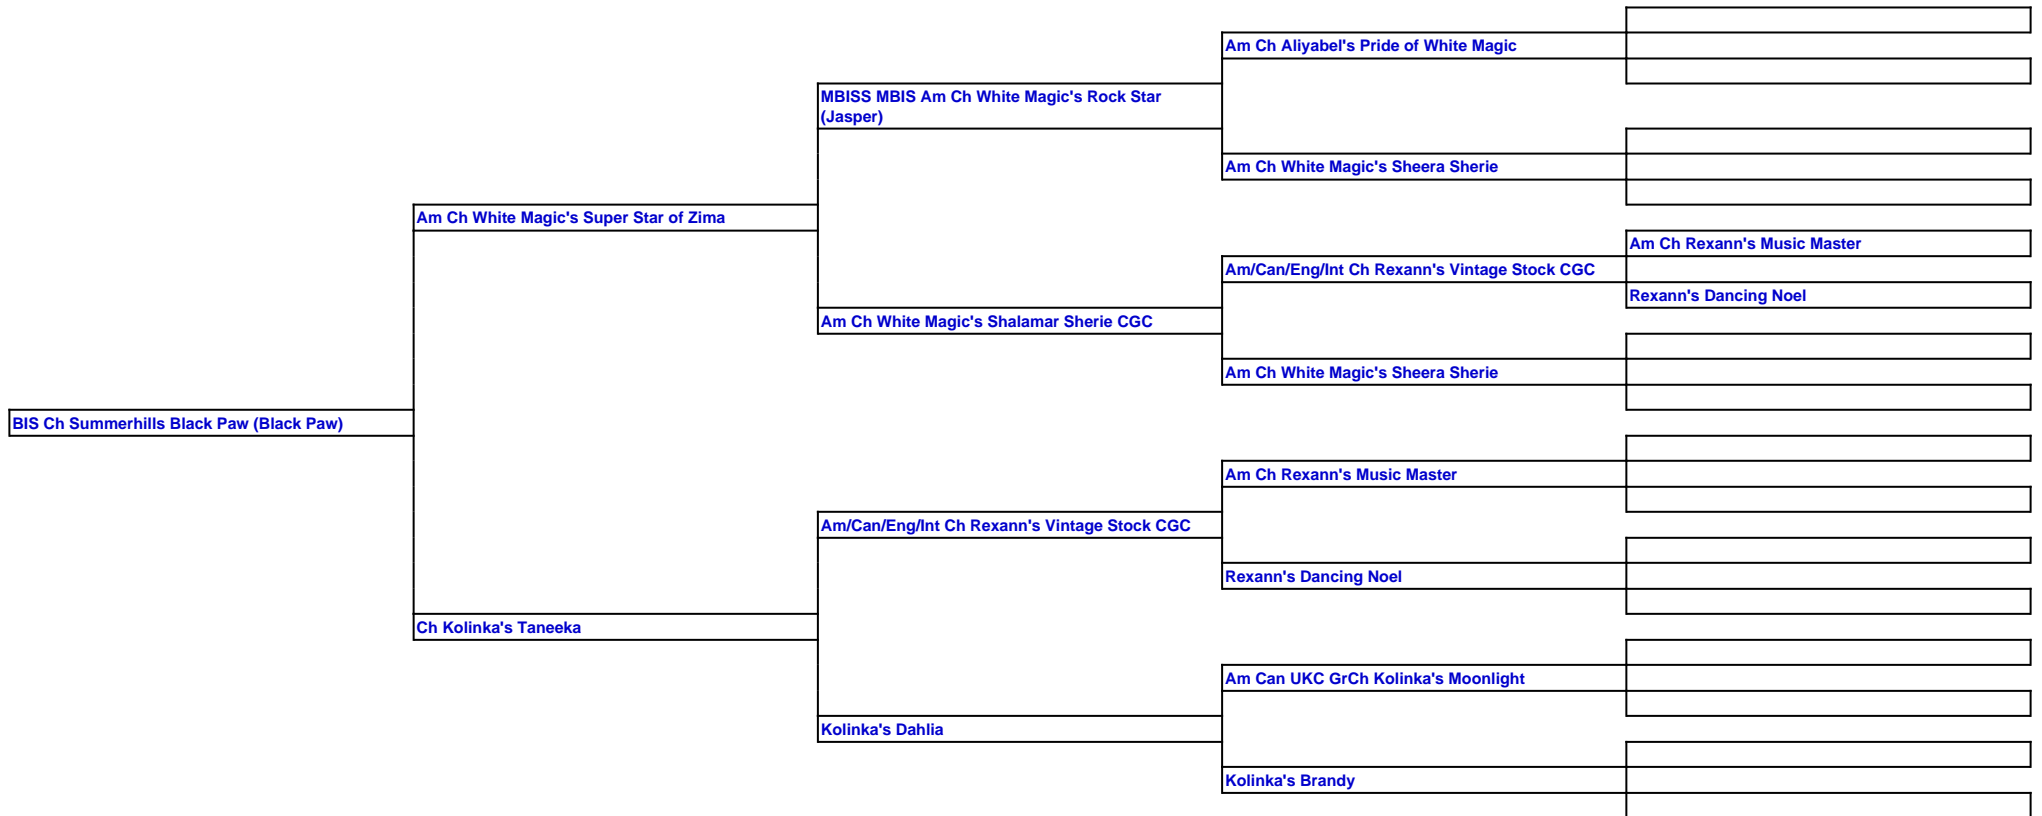 Am Ch Aliyabel's Pride of White Magic
MBISS MBIS Am Ch White Magic's Rock Star
(Jasper)
Am Ch White Magic's Sheera Sherie
Am Ch White Magic's Super Star of Zima
Am Ch Rexann's Music Master
Am/Can/Eng/Int Ch Rexann's Vintage Stock CGC
Rexann's Dancing Noel
Am Ch White Magic's Shalamar Sherie CGC
Am Ch White Magic's Sheera Sherie
BIS Ch Summerhills Black Paw (Black Paw)
Am Ch Rexann's Music Master
Am/Can/Eng/Int Ch Rexann's Vintage Stock CGC
Rexann's Dancing Noel
Ch Kolinka's Taneeka
Am Can UKC GrCh Kolinka's Moonlight
Kolinka's Dahlia
Kolinka's Brandy